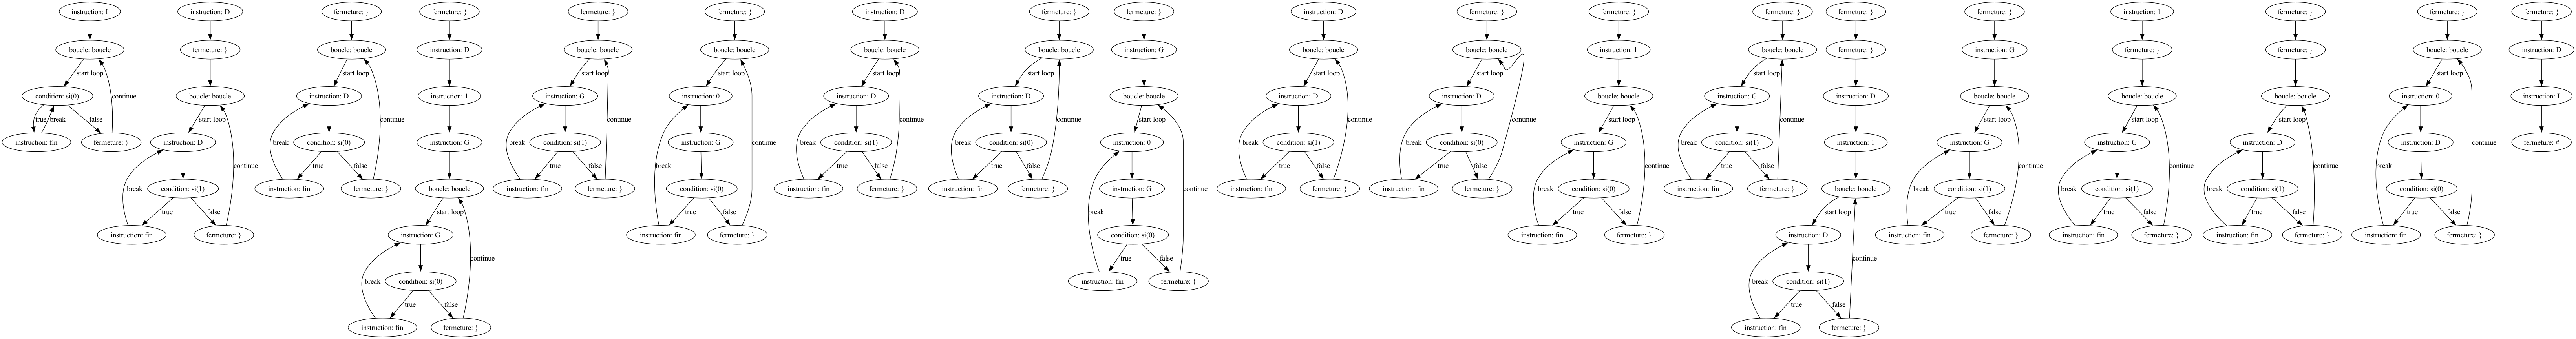 instruction: I
boucle: boucle
start loop
condition: si(0)
true
break
false
continue
instruction: fin
fermeture: }
instruction: D
fermeture: }
boucle: boucle
start loop
instruction: D
condition: si(1)
break
continue
true
false
instruction: fin
fermeture: }
fermeture: }
boucle: boucle
start loop
instruction: D
condition: si(0)
break
continue
true
false
instruction: fin
fermeture: }
fermeture: }
instruction: D
instruction: 1
instruction: G
boucle: boucle
start loop
instruction: G
condition: si(0)
break
continue
true
false
instruction: fin
fermeture: }
fermeture: }
boucle: boucle
start loop
instruction: G
condition: si(1)
break
continue
true
false
instruction: fin
fermeture: }
fermeture: }
boucle: boucle
start loop
instruction: 0
instruction: G
condition: si(0)
break
continue
true
false
instruction: fin
fermeture: }
instruction: D
boucle: boucle
start loop
instruction: D
condition: si(1)
break
continue
true
false
instruction: fin
fermeture: }
fermeture: }
boucle: boucle
start loop
instruction: D
condition: si(0)
break
continue
true
false
instruction: fin
fermeture: }
fermeture: }
instruction: G
boucle: boucle
start loop
instruction: 0
instruction: G
condition: si(0)
break
continue
true
false
instruction: fin
fermeture: }
instruction: D
boucle: boucle
start loop
instruction: D
condition: si(1)
break
continue
true
false
instruction: fin
fermeture: }
fermeture: }
boucle: boucle
start loop
instruction: D
condition: si(0)
break
continue
true
false
instruction: fin
fermeture: }
fermeture: }
instruction: 1
boucle: boucle
start loop
instruction: G
condition: si(0)
break
continue
true
false
instruction: fin
fermeture: }
fermeture: }
boucle: boucle
start loop
instruction: G
condition: si(1)
break
continue
true
false
instruction: fin
fermeture: }
fermeture: }
fermeture: }
instruction: D
instruction: 1
boucle: boucle
start loop
instruction: D
condition: si(1)
break
continue
true
false
instruction: fin
fermeture: }
fermeture: }
instruction: G
boucle: boucle
start loop
instruction: G
condition: si(1)
break
continue
true
false
instruction: fin
fermeture: }
instruction: 1
fermeture: }
boucle: boucle
start loop
instruction: G
condition: si(1)
break
continue
true
false
instruction: fin
fermeture: }
fermeture: }
fermeture: }
boucle: boucle
start loop
instruction: D
condition: si(1)
break
continue
true
false
instruction: fin
fermeture: }
fermeture: }
boucle: boucle
start loop
instruction: 0
instruction: D
condition: si(0)
break
continue
true
false
instruction: fin
fermeture: }
fermeture: }
instruction: D
instruction: I
fermeture: #